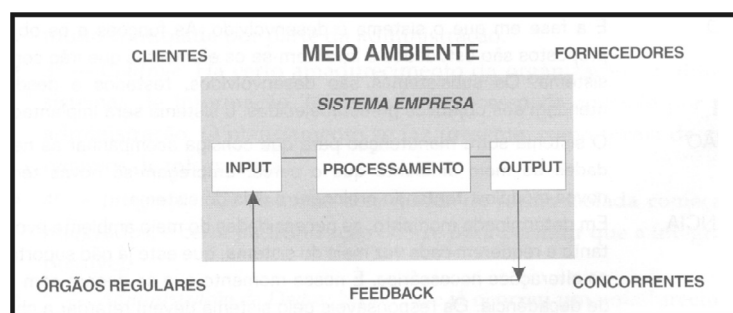 MEIO AMBIENTE
CLIENTES
FORNECEDORES
SISTEMA EMPRESA
INPUT
PROCESSAMENTO
OUTPUT
ÓRGÃOS REGULARES
FEEDBACK
CONCORRENTES